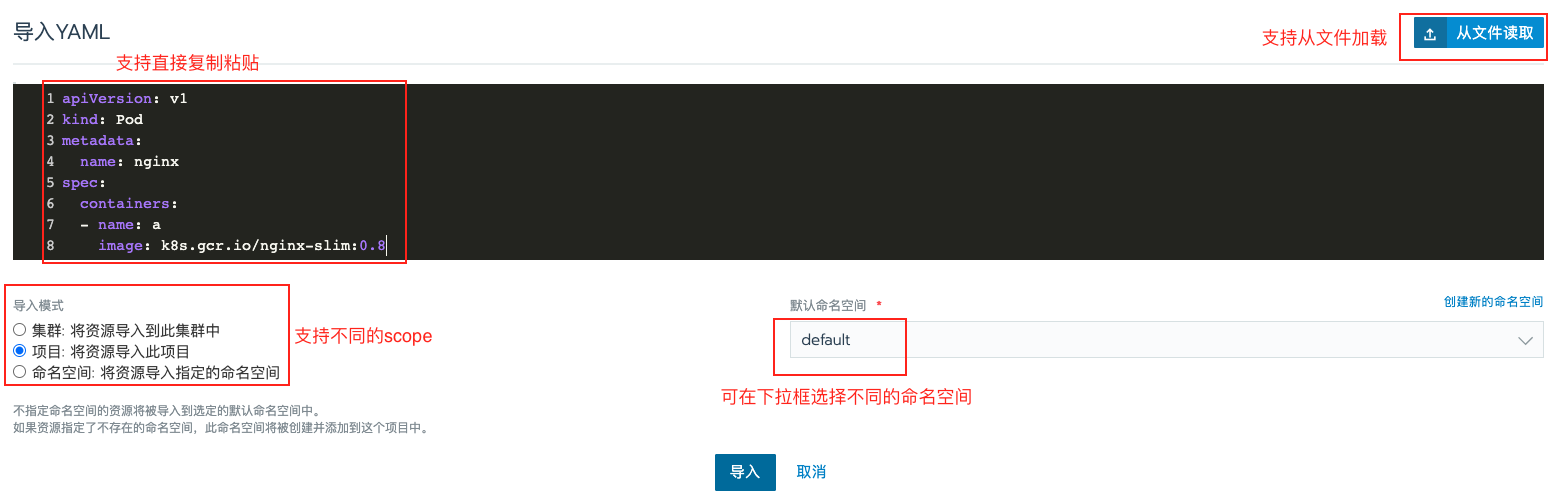 导入YAML
支持从文件加载
从文件读取
支持直接复制粘贴
1 apiVersion: v1
2 kind: Pod
3 metadata:
4   name: nginx
5 spec:
6   containers:
7   - name: a
8     image: k8s.gcr.io/nginx-slim:0.8
导入模式
集群: 将资源导入到此集群中
项目: 将资源导入此项目
命名空间: 将资源导入指定的命名空间
支持不同的scope
默认命名空间 *
创建新的命名空间
default
可在下拉框选择不同的命名空间
不指定命名空间的资源将被导入到选定的默认命名空间中。
如果资源指定了不存在的命名空间，此命名空间将被创建并添加到这个项目中。
导入
取消